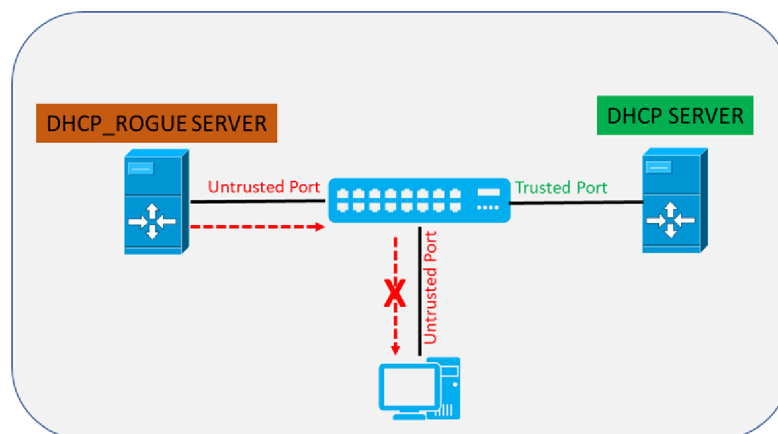 DHCP_ROGUE SERVER
DHCP SERVER
Untrusted Port
Trusted Port
Untrusted Port
X